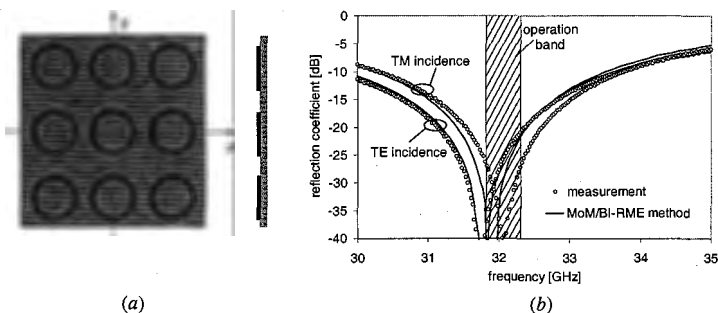 0
-5
-10
-15
-20
-25
-30
-35
-40
reflection coefficient [dB]
TM incidence
TE incidence
operation
band
measurement
MoM/BI-RME method
30
31
32
33
34
35
frequency [GHz]
(a)
(b)